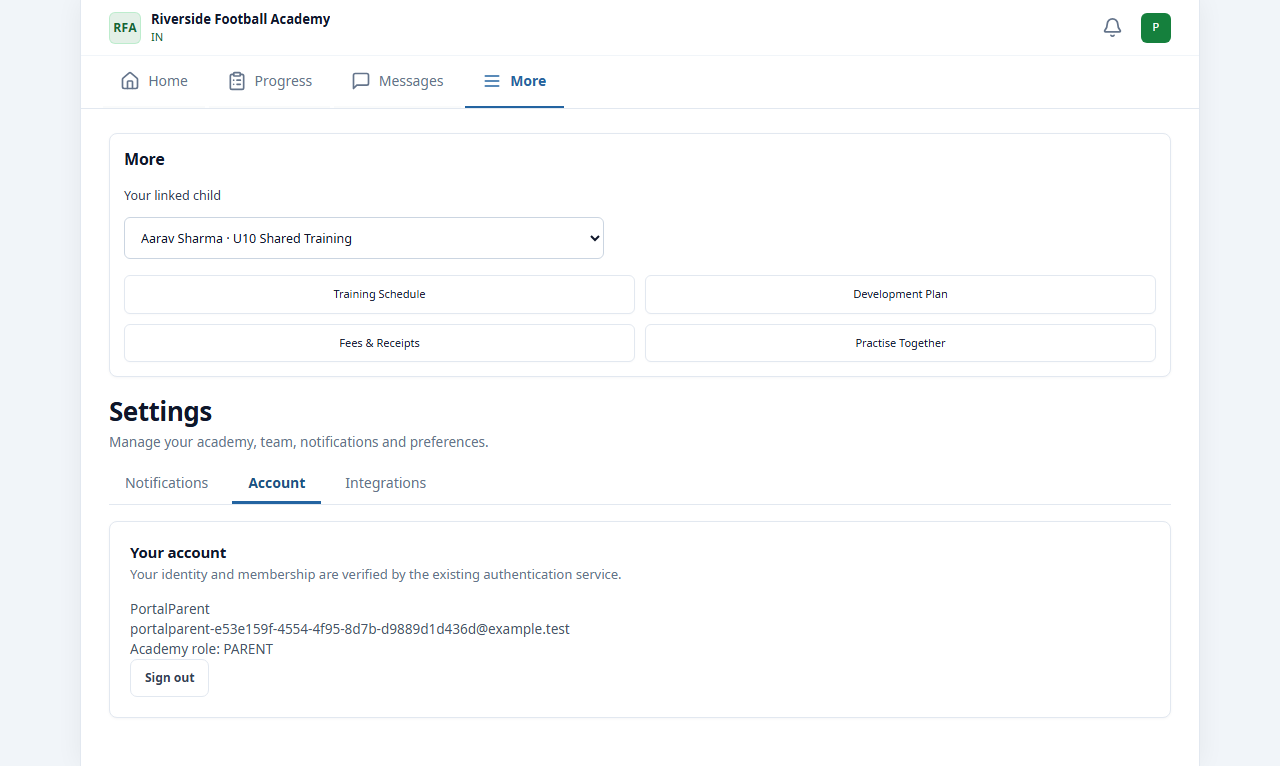 RFA
Riverside Football Academy
IN
P
Home
Progress
Messages
More
More
Your linked child
Aarav Sharma · U10 Shared Training
Training Schedule
Development Plan
Fees & Receipts
Practise Together
Settings
Manage your academy, team, notifications and preferences.
Notifications
Account
Integrations
Your account
Your identity and membership are verified by the existing authentication service.
PortalParent
portalparent-e53e159f-4554-4f95-8d7b-d9889d1d436d@example.test
Academy role: PARENT
Sign out